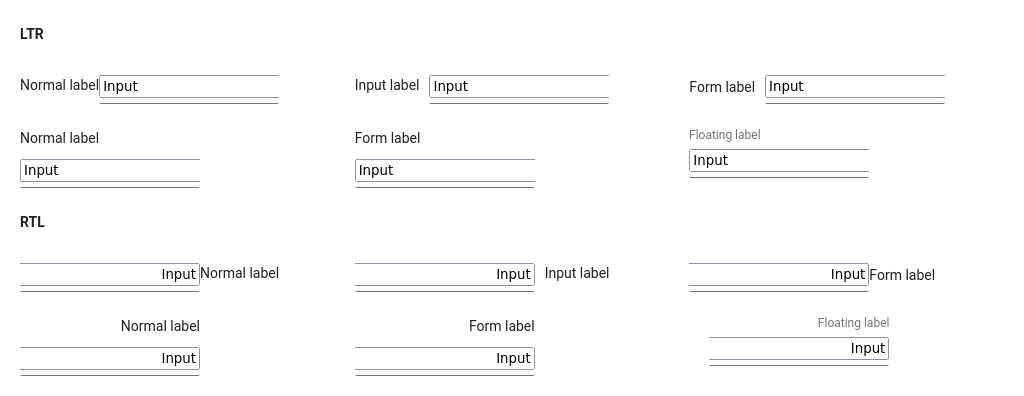 LTR
Normal label Input Input label Input Form label Input
Normal label Form label Floating label
Input Input Input
RTL
Input Normal label Input Input label Input Form label
Normal label Form label Floating label
Input Input Input